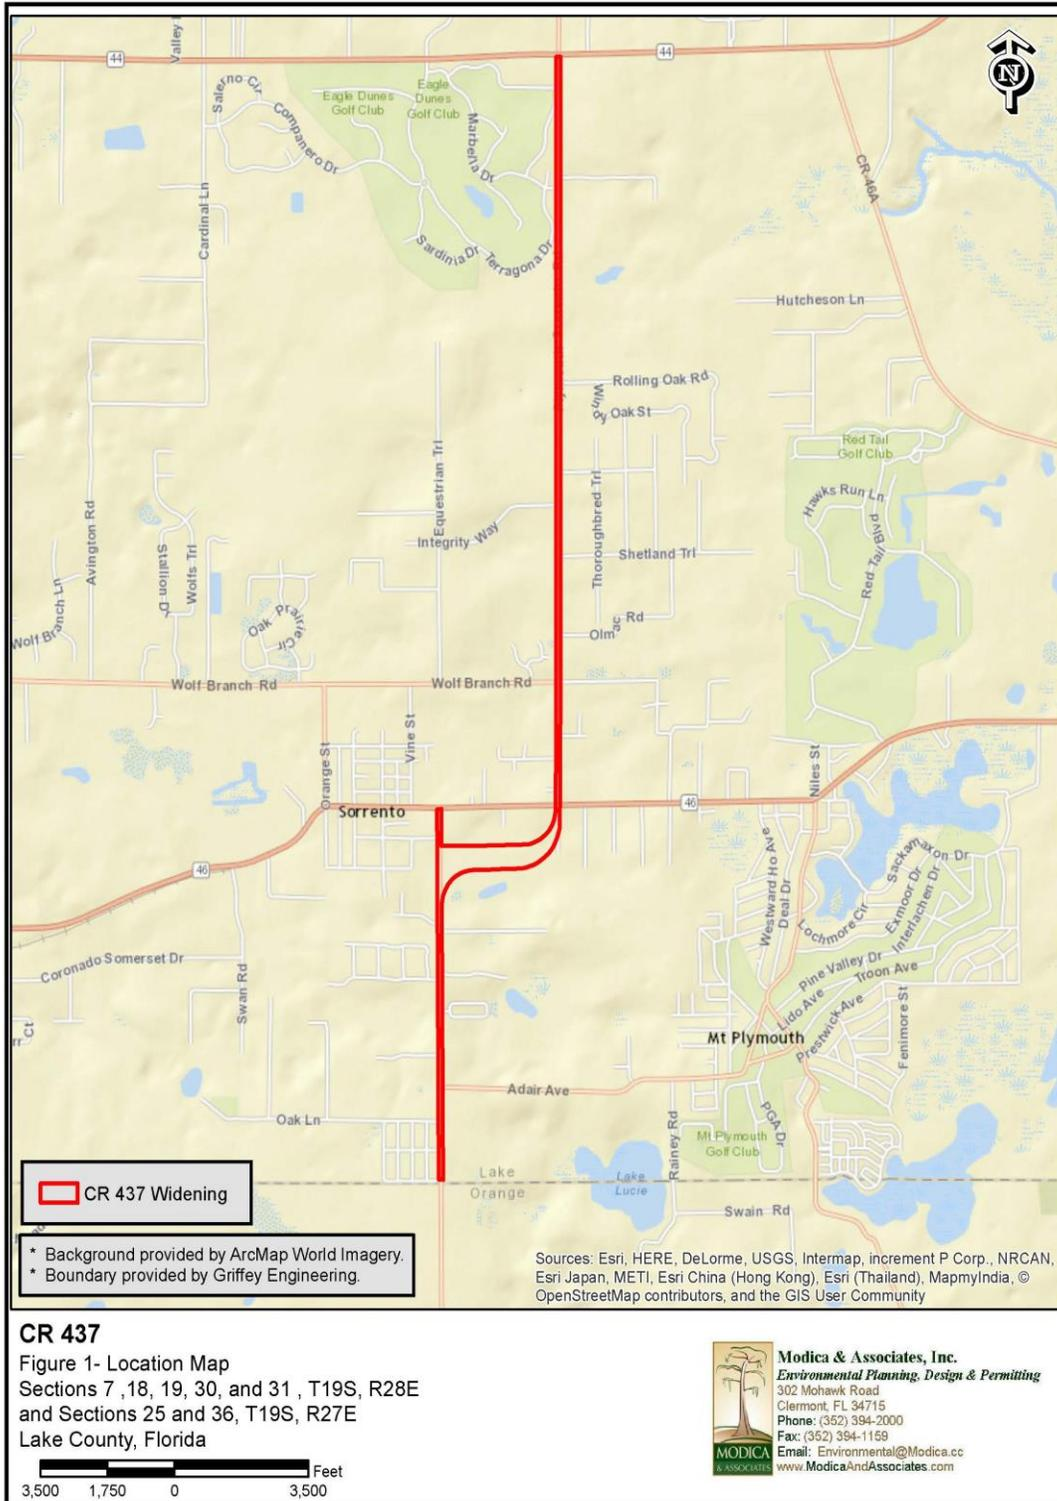 44
44
Valley
N
Salerno Cir
Companero Dr
Eagle Dunes
Golf Club
Eagle
Dunes
Golf Club
Marbella Dr
Cardinal Ln
Sardinia Dr
Terragona Dr
CR-46A
Hutcheson Ln
Rolling Oak Rd
Windy
Oak St
Red Tail
Golf Club
Equestrian Trl
Hawks Run Ln
Avington Rd
Integrity Way
Thoroughbred Trl
Shetland Trl
Red Tail Blvd
Stallion Dr
Wolfs Trl
Wolf Branch Ln
Oak Prairie Cir
Olmac Rd
Wolf Branch Rd
Wolf Branch Rd
Vine St
Orange St
Niles St
Sorrento
46
46
Westward Ho Ave
Deal Dr
Sackamaxon Dr
Exmoor Dr
Interlachen Dr
Lochmore Cir
Coronado Somerset Dr
Swan Rd
Pine Valley Dr
Troon Ave
Lido Ave
Prestwick Ave
Fenimore St
rr Ct
Mt Plymouth
Adair Ave
Oak Ln
Rainey Rd
PGA Dr
Mt Plymouth
Golf Club
Lake
Orange
Lake
Lucie
Swain Rd
CR 437 Widening
* Background provided by ArcMap World Imagery.
* Boundary provided by Griffey Engineering.
Sources: Esri, HERE, DeLorme, USGS, Intermap, increment P Corp., NRCAN,
Esri Japan, METI, Esri China (Hong Kong), Esri (Thailand), MapmyIndia, ©
OpenStreetMap contributors, and the GIS User Community
CR 437
Figure 1- Location Map
Sections 7 ,18, 19, 30, and 31 , T19S, R28E
and Sections 25 and 36, T19S, R27E
Lake County, Florida
Feet
3,500 1,750 0 3,500
MODICA
& ASSOCIATES
Modica & Associates, Inc.
Environmental Planning, Design & Permitting
302 Mohawk Road
Clermont, FL 34715
Phone: (352) 394-2000
Fax: (352) 394-1159
Email: Environmental@Modica.cc
www.ModicaAndAssociates.com